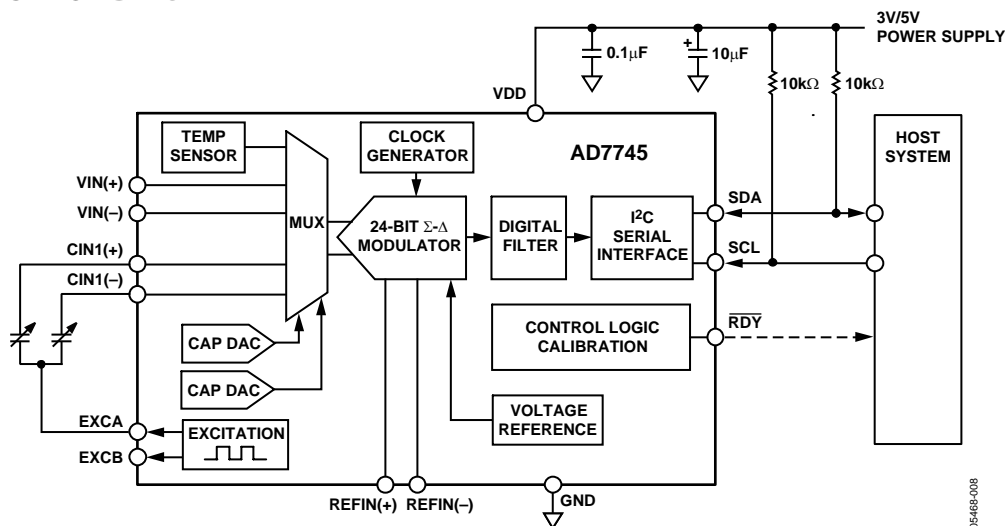 3V/5V
POWER SUPPLY
0.1μF
+
10μF
10kΩ
10kΩ
VDD
HOST
SYSTEM
TEMP
SENSOR
CLOCK
GENERATOR
AD7745
VIN(+)
VIN(–)
CIN1(+)
CIN1(–)
MUX
24-BIT Σ-Δ
MODULATOR
DIGITAL
FILTER
I²C
SERIAL
INTERFACE
SDA
SCL
CAP DAC
CAP DAC
CONTROL LOGIC
CALIBRATION
RDY
VOLTAGE
REFERENCE
EXCA
EXCB
EXCITATION
REFIN(+)
REFIN(–)
GND
05468-008